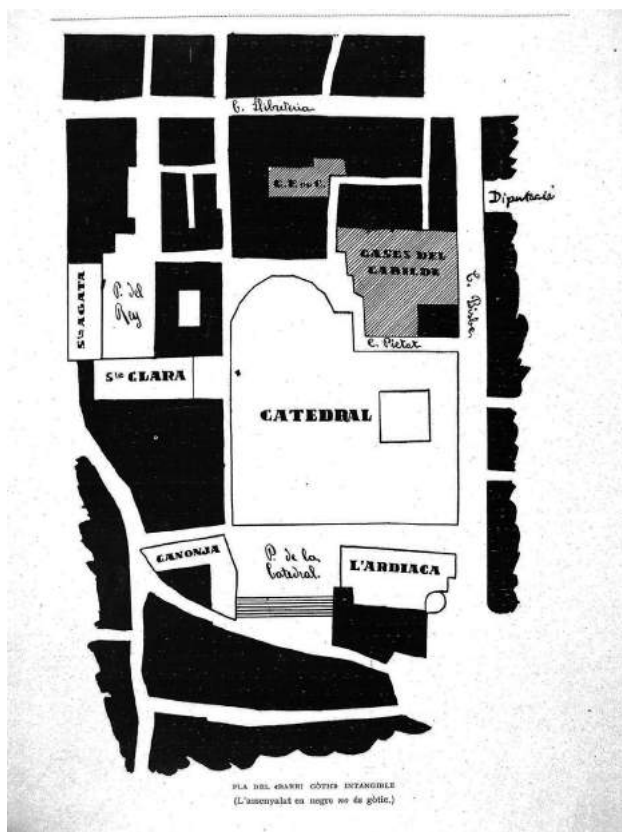 C. Llibreteria
C. E. DE C.
Diputació
CASES DEL
CABILDE
C. Bisbe
Sta AGATA
P. del
Rey
C. Pietat
Sta CLARA
CATEDRAL
CANONJA
P. de la
Catedral.
L'ARDIACA
PLA DEL «BARRI GÒTIC» INTANGIBLE
(L'assenyalat en negre no és gòtic.)